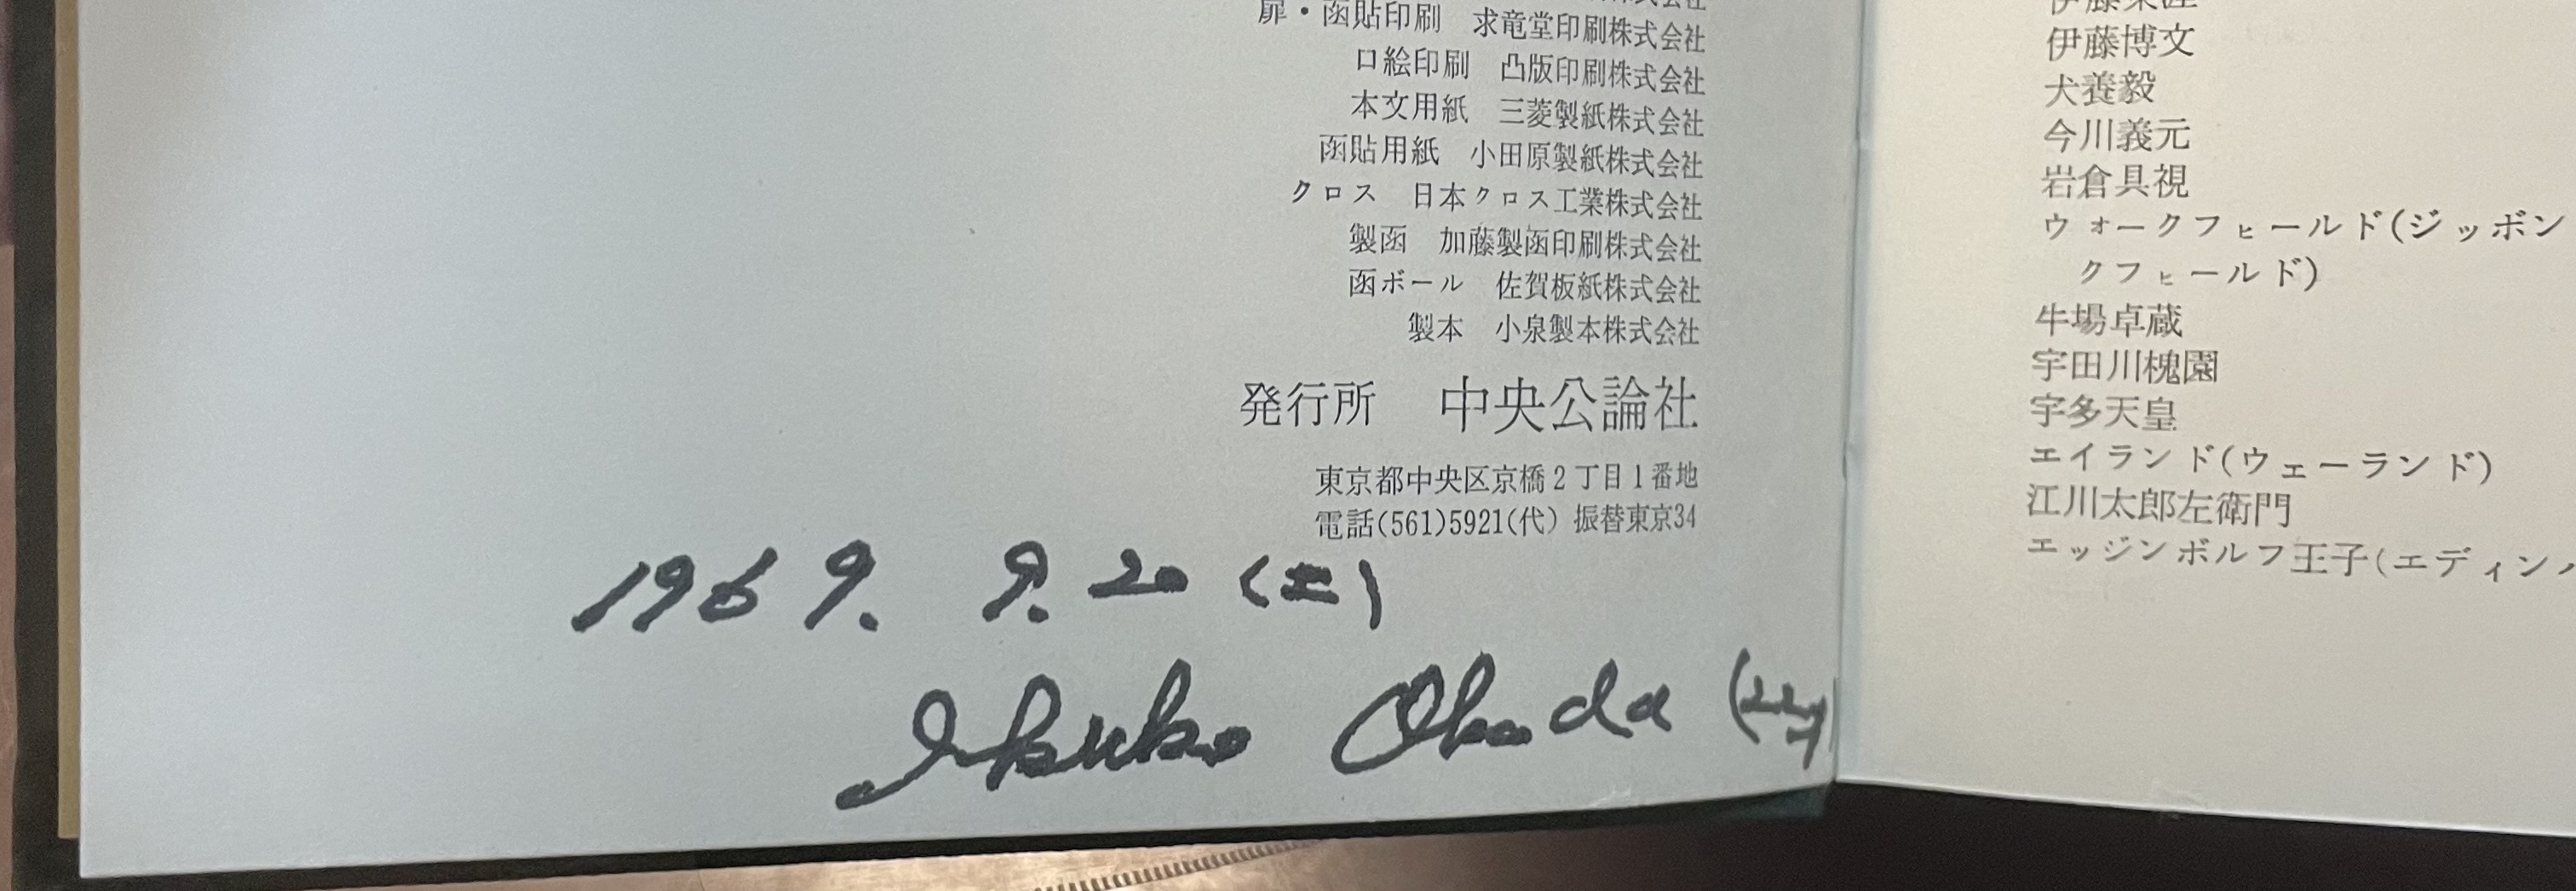 扉・函貼印刷　求竜堂印刷株式会社
口絵印刷　凸版印刷株式会社
本文用紙　三菱製紙株式会社
函貼用紙　小田原製紙株式会社
クロス　日本クロス工業株式会社
製函　加藤製函印刷株式会社
函ボール　佐賀板紙株式会社
製本　小泉製本株式会社
発行所　中央公論社
東京都中央区京橋2丁目1番地
電話(561)5921(代) 振替東京34
1969. 9. 20 (土)
Ikuko Okada
伊藤博文
犬養毅
今川義元
岩倉具視
ウォークフヒールド(ジッボン
クフヒールド)
牛場卓蔵
宇田川槐園
宇多天皇
エイランド(ウェーランド)
江川太郎左衛門
エッジンボルフ王子(エディン